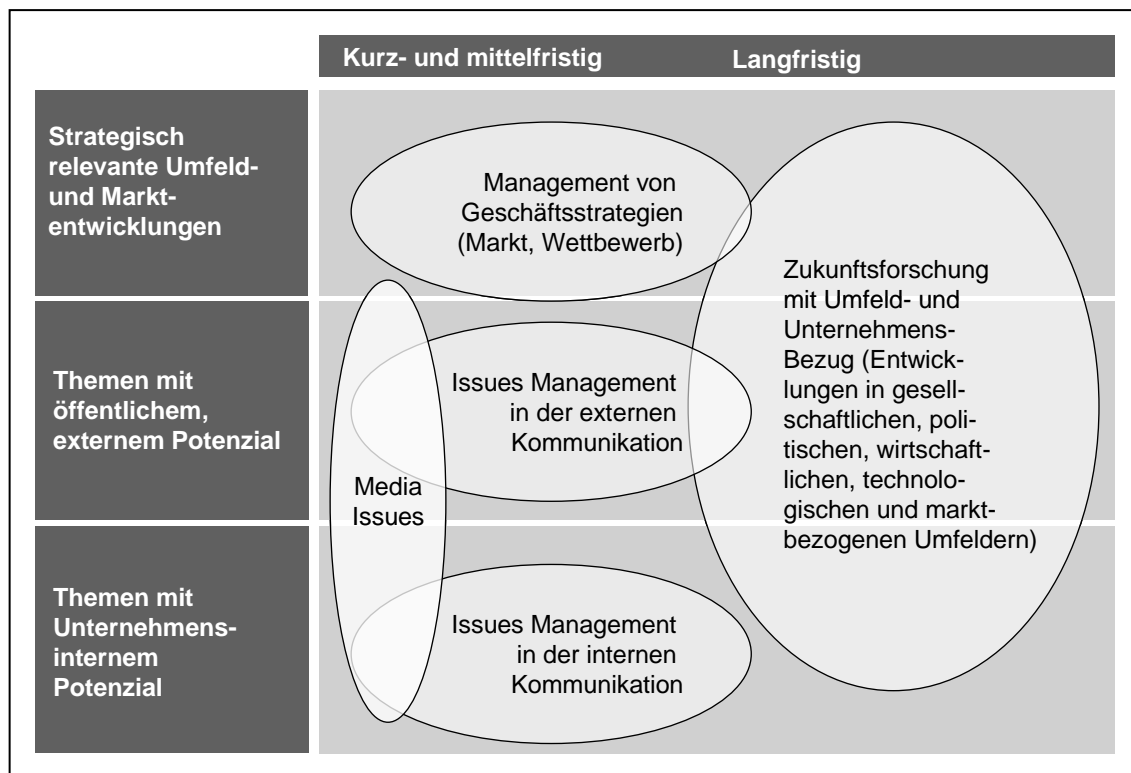 Kurz- und mittelfristig
Langfristig
Strategisch
relevante Umfeld-
und Markt-
entwicklungen
Management von
Geschäftsstrategien
(Markt, Wettbewerb)
Zukunftsforschung
mit Umfeld- und
Unternehmens-
Bezug (Entwick-
lungen in gesell-
schaftlichen, poli-
tischen, wirtschaft-
lichen, technolo-
gischen und markt-
bezogenen Umfeldern)
Themen mit
öffentlichem,
externem Potenzial
Issues Management
in der externen
Kommunikation
Media
Issues
Themen mit
Unternehmens-
internem
Potenzial
Issues Management
in der internen
Kommunikation